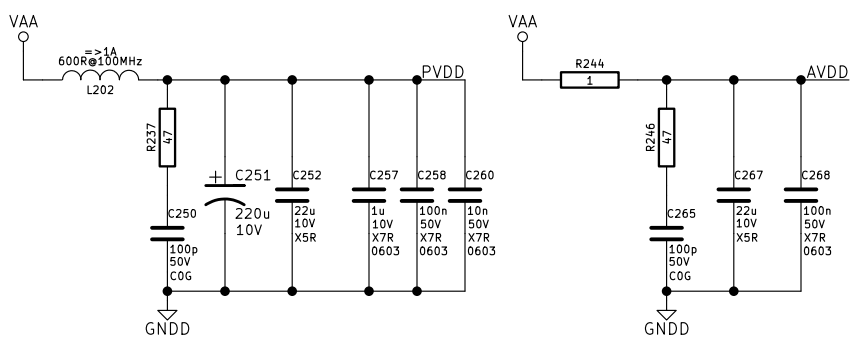 VAA
=>1A
600R@100MHz
L202
PVDD
R237
47
C250
100p
50V
C0G
C251
220u
10V
C252
22u
10V
X5R
C257
1u
10V
X7R
0603
C258
100n
50V
X7R
0603
C260
10n
50V
X7R
0603
GNDD
VAA
R244
1
AVDD
R246
47
C265
100p
50V
C0G
C267
22u
10V
X5R
C268
100n
50V
X7R
0603
GNDD